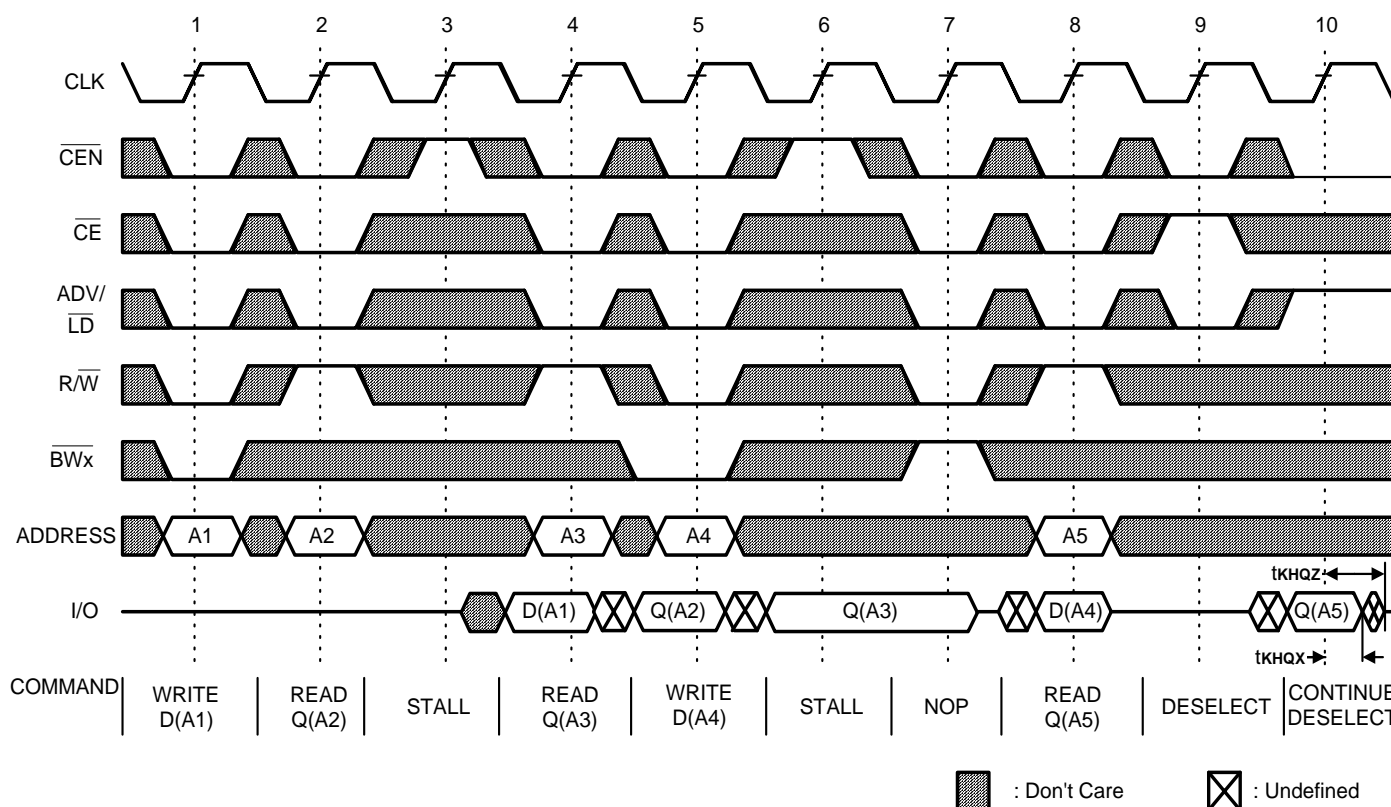 1 2 3 4 5 6 7 8 9 10
CLK
CEN
CE
ADV/
LD
R/W
BWx
ADDRESS A1 A2 A3 A4 A5
tKHQZ
I/O D(A1) Q(A2) Q(A3) D(A4) Q(A5)
tKHQX
COMMAND WRITE READ STALL READ WRITE STALL NOP READ DESELECT CONTINUE
D(A1) Q(A2) Q(A3) D(A4) Q(A5) DESELECT
: Don't Care : Undefined